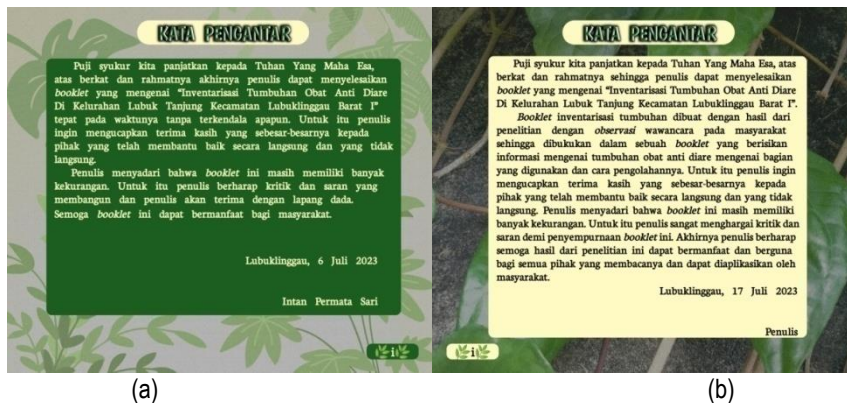 KATA PENGANTAR
Puji syukur kita panjatkan kepada Tuhan Yang Maha Esa,
atas berkat dan rahmatnya akhirnya penulis dapat menyelesaikan
booklet yang mengenai “Inventarisasi Tumbuhan Obat Anti Diare
Di Kelurahan Lubuk Tanjung Kecamatan Lubuklinggau Barat I”
tepat pada waktunya tanpa terkendala apapun. Untuk itu penulis
ingin mengucapkan terima kasih yang sebesar-besarnya kepada
pihak yang telah membantu baik secara langsung dan yang tidak
langsung.
Penulis menyadari bahwa booklet ini masih memiliki banyak
kekurangan. Untuk itu penulis berharap kritik dan saran yang
membangun dan penulis akan terima dengan lapang dada.
Semoga booklet ini dapat bermanfaat bagi masyarakat.
Lubuklinggau, 6 Juli 2023
Intan Permata Sari
i
(a)
KATA PENGANTAR
Puji syukur kita panjatkan kepada Tuhan Yang Maha Esa, atas
berkat dan rahmatnya sehingga penulis dapat menyelesaikan
booklet yang mengenai “Inventarisasi Tumbuhan Obat Anti Diare
Di Kelurahan Lubuk Tanjung Kecamatan Lubuklinggau Barat I”.
Booklet inventarisasi tumbuhan dibuat dengan hasil dari
penelitian dengan observasi wawancara pada masyarakat
sehingga dibukukan dalam sebuah booklet yang berisikan
informasi mengenai tumbuhan obat anti diare mengenai bagian
yang digunakan dan cara pengolahannya. Untuk itu penulis ingin
mengucapkan terima kasih yang sebesar-besarnya kepada
pihak yang telah membantu baik secara langsung dan yang tidak
langsung. Penulis menyadari bahwa booklet ini masih memiliki
banyak kekurangan. Untuk itu penulis sangat menghargai kritik dan
saran demi penyempurnaan booklet ini. Akhirnya penulis berharap
semoga hasil dari penelitian ini dapat bermanfaat dan berguna
bagi semua pihak yang membacanya dan dapat diaplikasikan oleh
masyarakat.
Lubuklinggau, 17 Juli 2023
Penulis
i
(b)